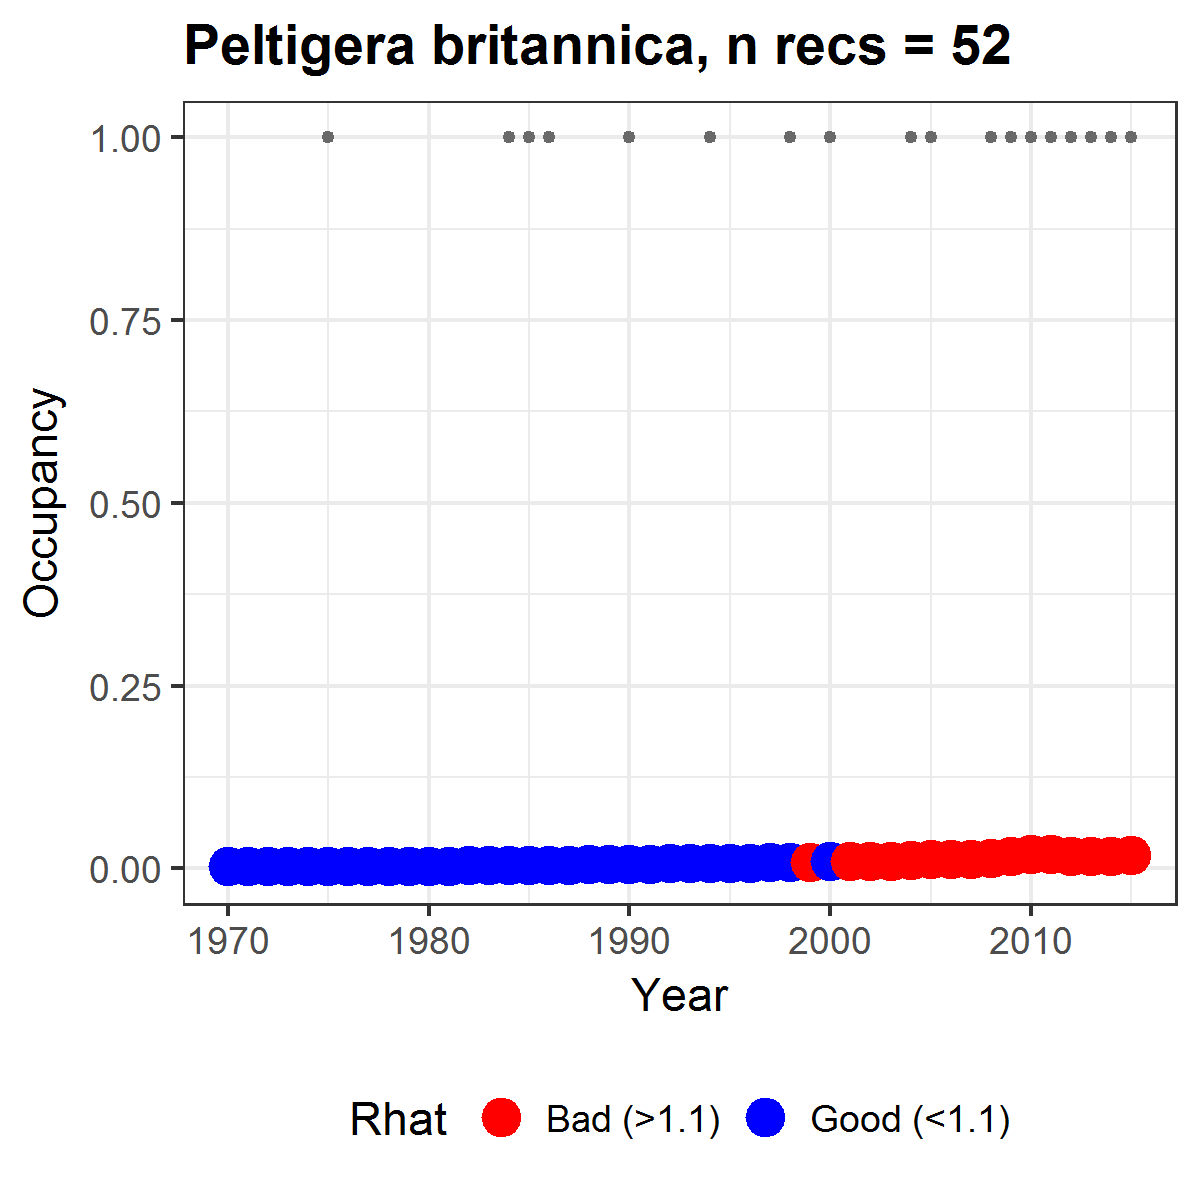 Peltigera britannica, n recs = 52
1.00
0.75
0.50
0.25
0.00
Occupancy
1970 1980 1990 2000 2010
Year
Rhat Bad (>1.1) Good (<1.1)